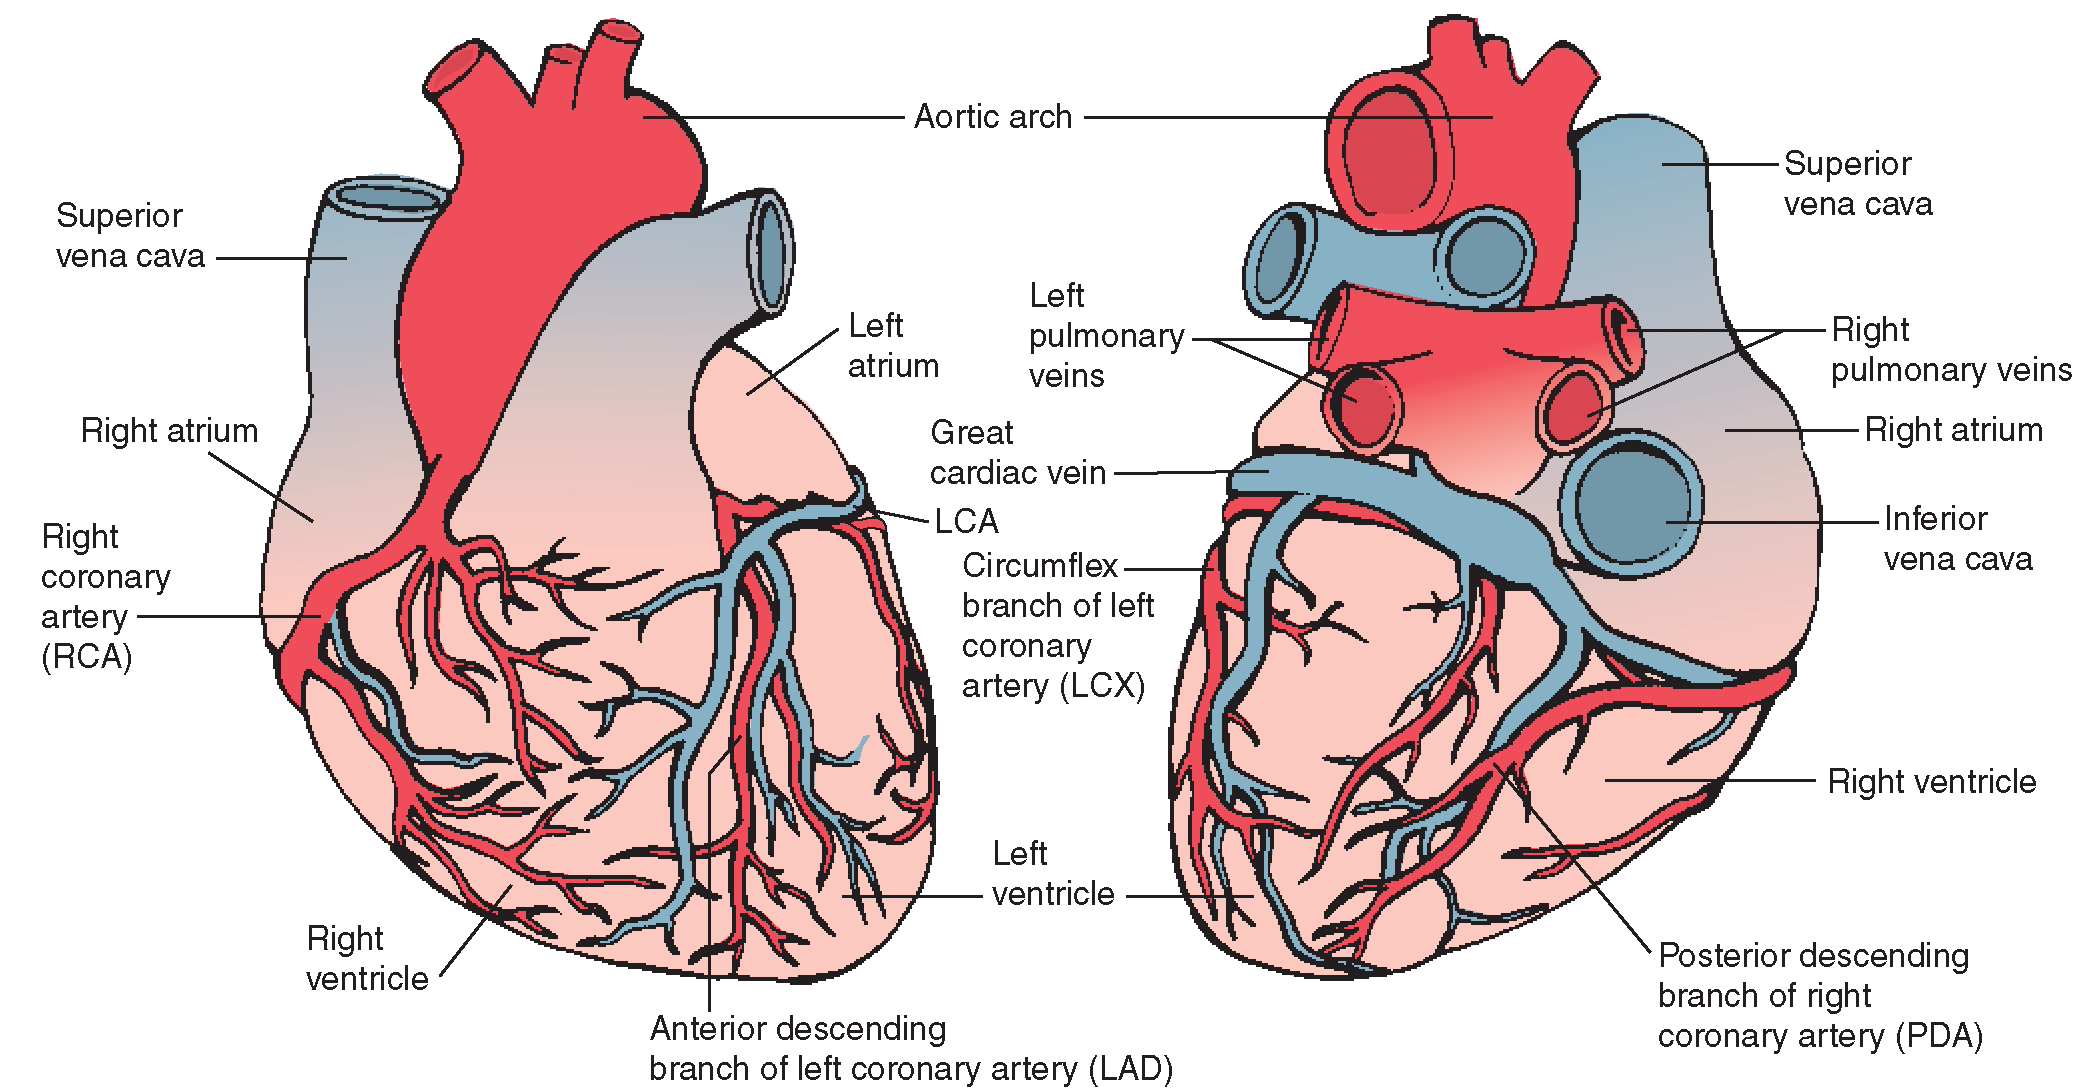 Aortic arch
Superior
vena cava
Superior
vena cava
Left
atrium
Left
pulmonary
veins
Right
pulmonary veins
Right atrium
Great
cardiac vein
Right atrium
LCA
Right
coronary
artery
(RCA)
Circumflex
branch of left
coronary
artery (LCX)
Inferior
vena cava
Right ventricle
Left
ventricle
Right
ventricle
Posterior descending
branch of right
coronary artery (PDA)
Anterior descending
branch of left coronary artery (LAD)